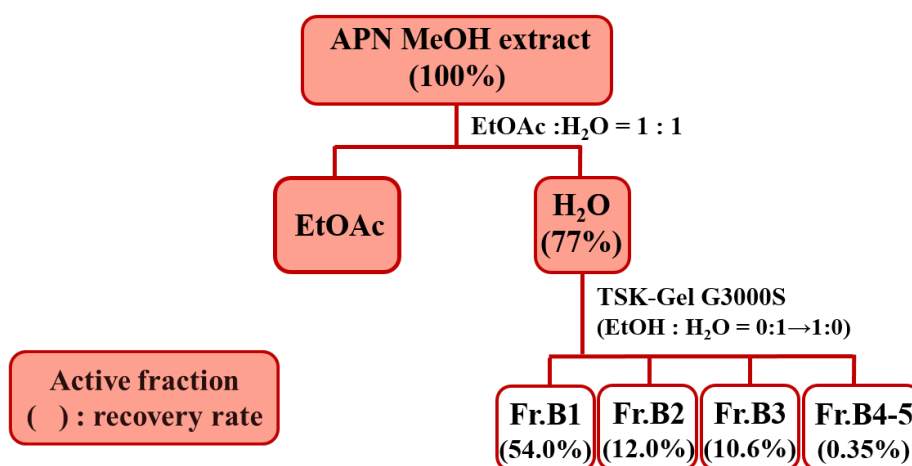 APN MeOH extract
(100%)
EtOAc :H₂O = 1 : 1
EtOAc
H₂O
(77%)
TSK-Gel G3000S
(EtOH : H₂O = 0:1→1:0)
Active fraction
(   ) : recovery rate
Fr.B1
(54.0%)
Fr.B2
(12.0%)
Fr.B3
(10.6%)
Fr.B4-5
(0.35%)